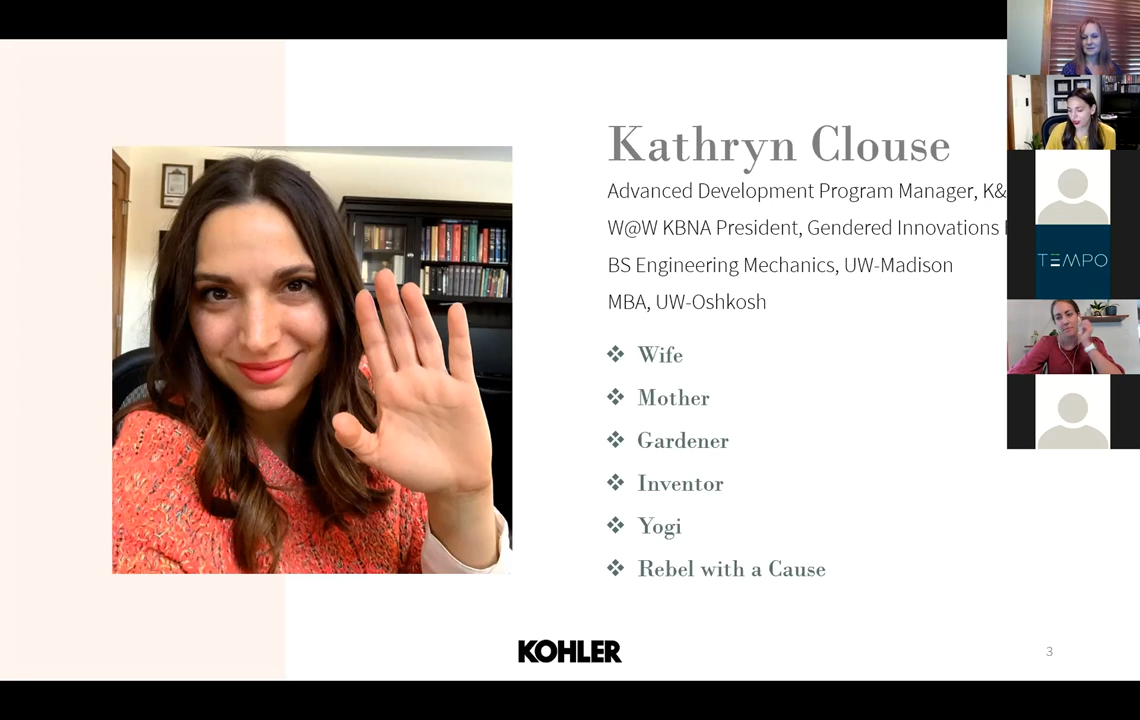 Kathryn Clouse
Advanced Development Program Manager, K&
W@W KBNA President, Gendered Innovations
BS Engineering Mechanics, UW-Madison
MBA, UW-Oshkosh
❖ Wife
❖ Mother
❖ Gardener
❖ Inventor
❖ Yogi
❖ Rebel with a Cause
TEMPO
KOHLER
3